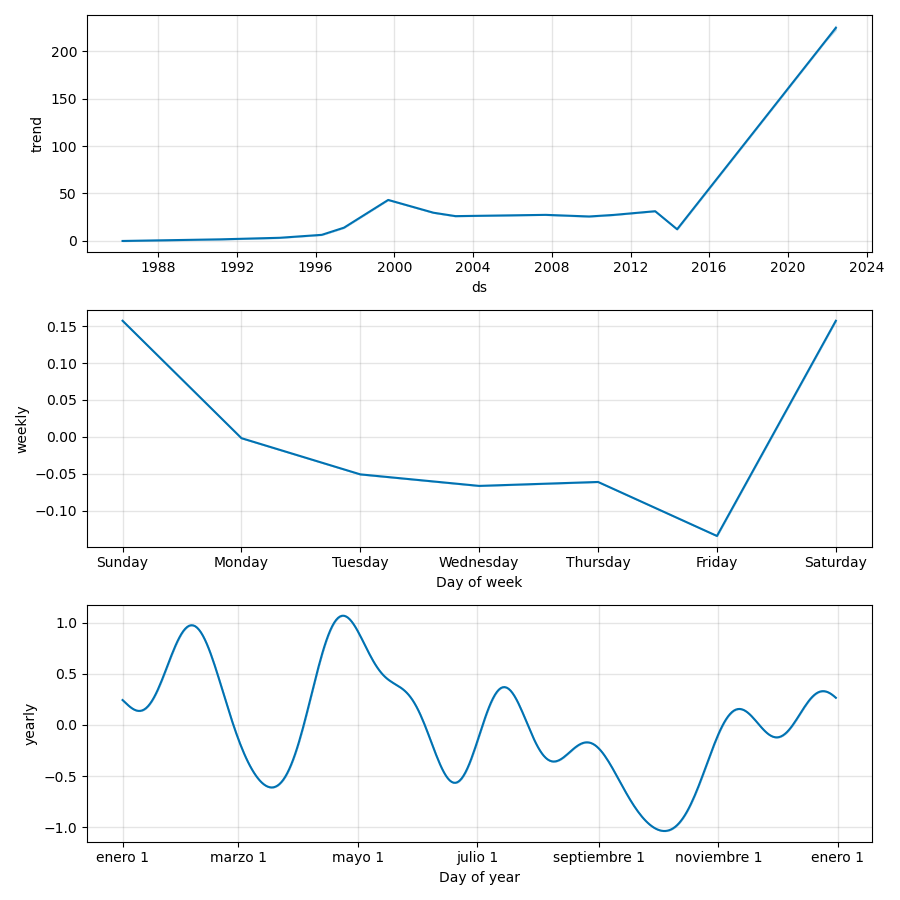 200
150
100
50
0
trend
1988 1992 1996 2000 2004 2008 2012 2016 2020 2024
ds
0.15
0.10
0.05
0.00
−0.05
−0.10
weekly
Sunday Monday Tuesday Wednesday Thursday Friday Saturday
Day of week
1.0
0.5
0.0
−0.5
−1.0
yearly
enero 1 marzo 1 mayo 1 julio 1 septiembre 1 noviembre 1 enero 1
Day of year